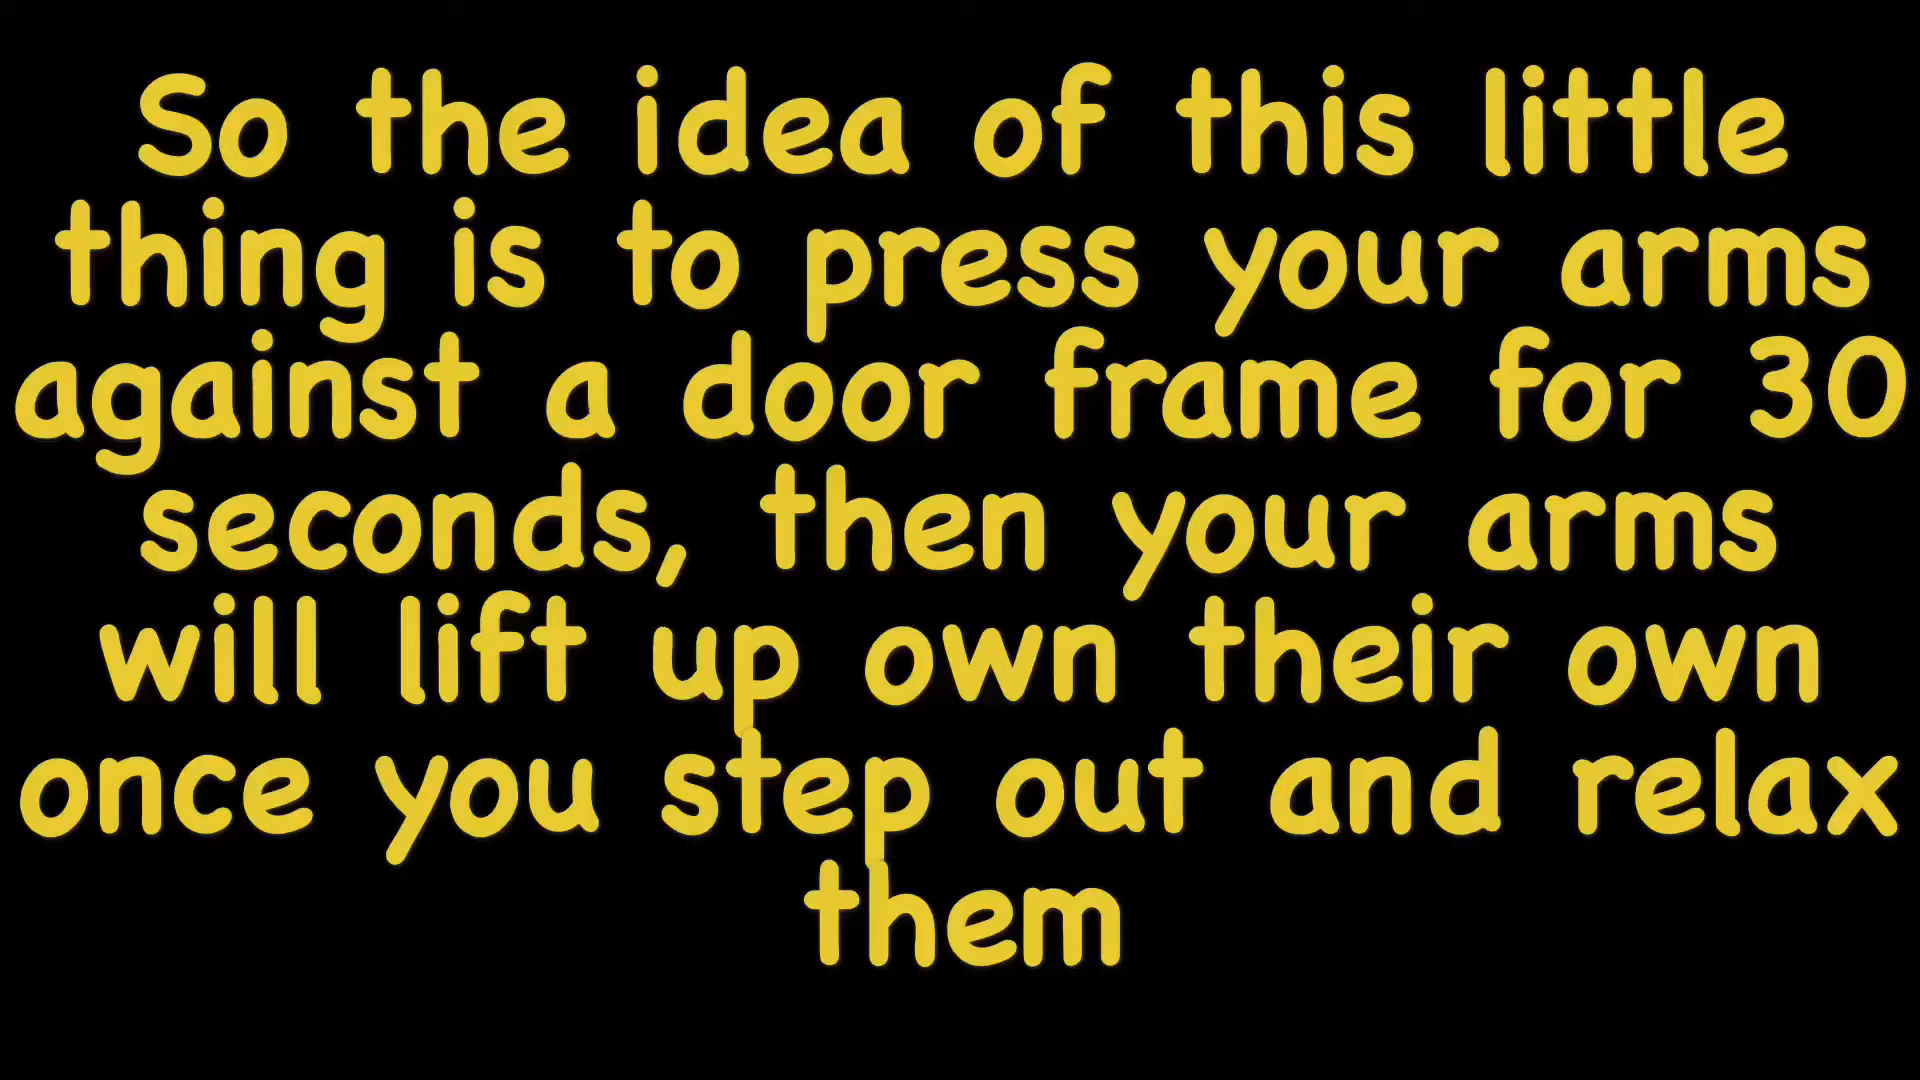 So the idea of this little
thing is to press your arms
against a door frame for 30
seconds, then your arms
will lift up own their own
once you step out and relax
them